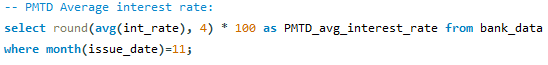 -- PMTD Average interest rate:
select round(avg(int_rate), 4) * 100 as PMTD_avg_interest_rate from bank_data
where month(issue_date)=11;